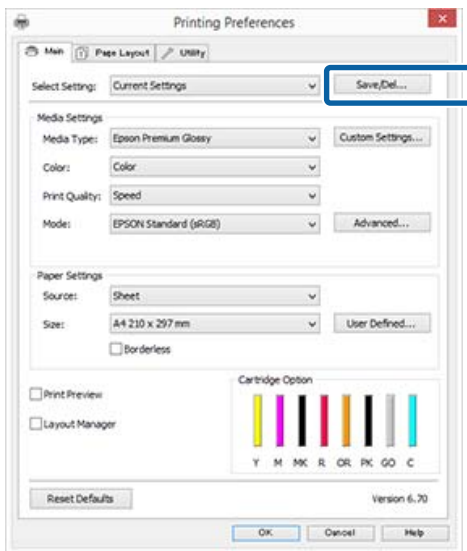 Printing Preferences
Main Page Layout Utility
Select Setting: Current Settings Save/Del...
Media Settings
Media Type: Epson Premium Glossy Custom Settings...
Color: Color
Print Quality: Speed
Mode: EPSON Standard (sRGB) Advanced...
Paper Settings
Source: Sheet
Size: A4 210 x 297 mm User Defined...
Borderless
Print Preview
Layout Manager
Cartridge Option
Y M MK R OR PK GO C
Reset Defaults Version 6.70
OK Cancel Help